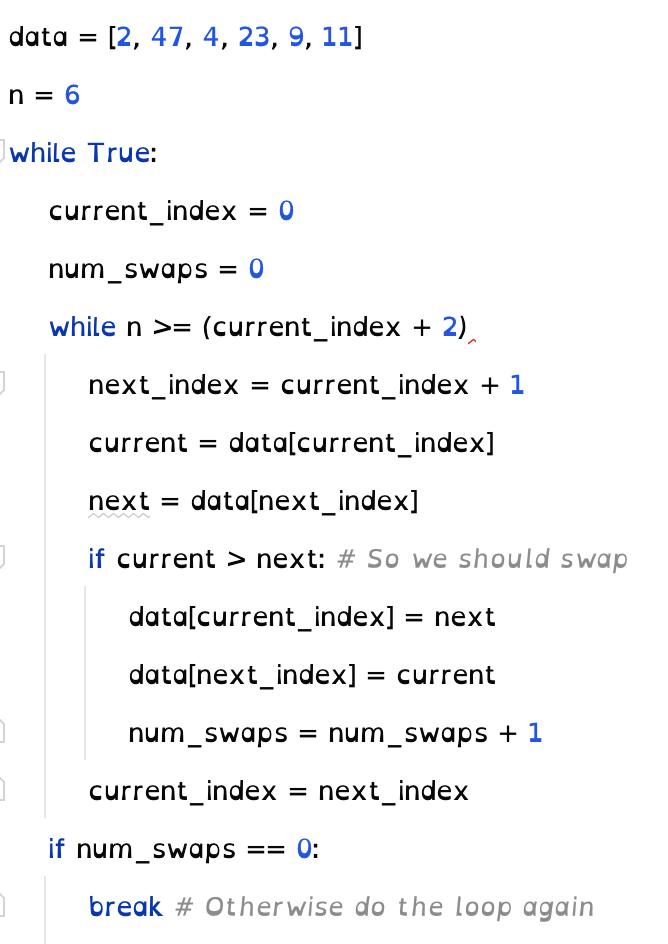 data = [2, 47, 4, 23, 9, 11]
n = 6
while True:
    current_index = 0
    num_swaps = 0
    while n >= (current_index + 2)
        next_index = current_index + 1
        current = data[current_index]
        next = data[next_index]
        if current > next: # So we should swap
            data[current_index] = next
            data[next_index] = current
            num_swaps = num_swaps + 1
        current_index = next_index
    if num_swaps == 0:
        break # Otherwise do the loop again